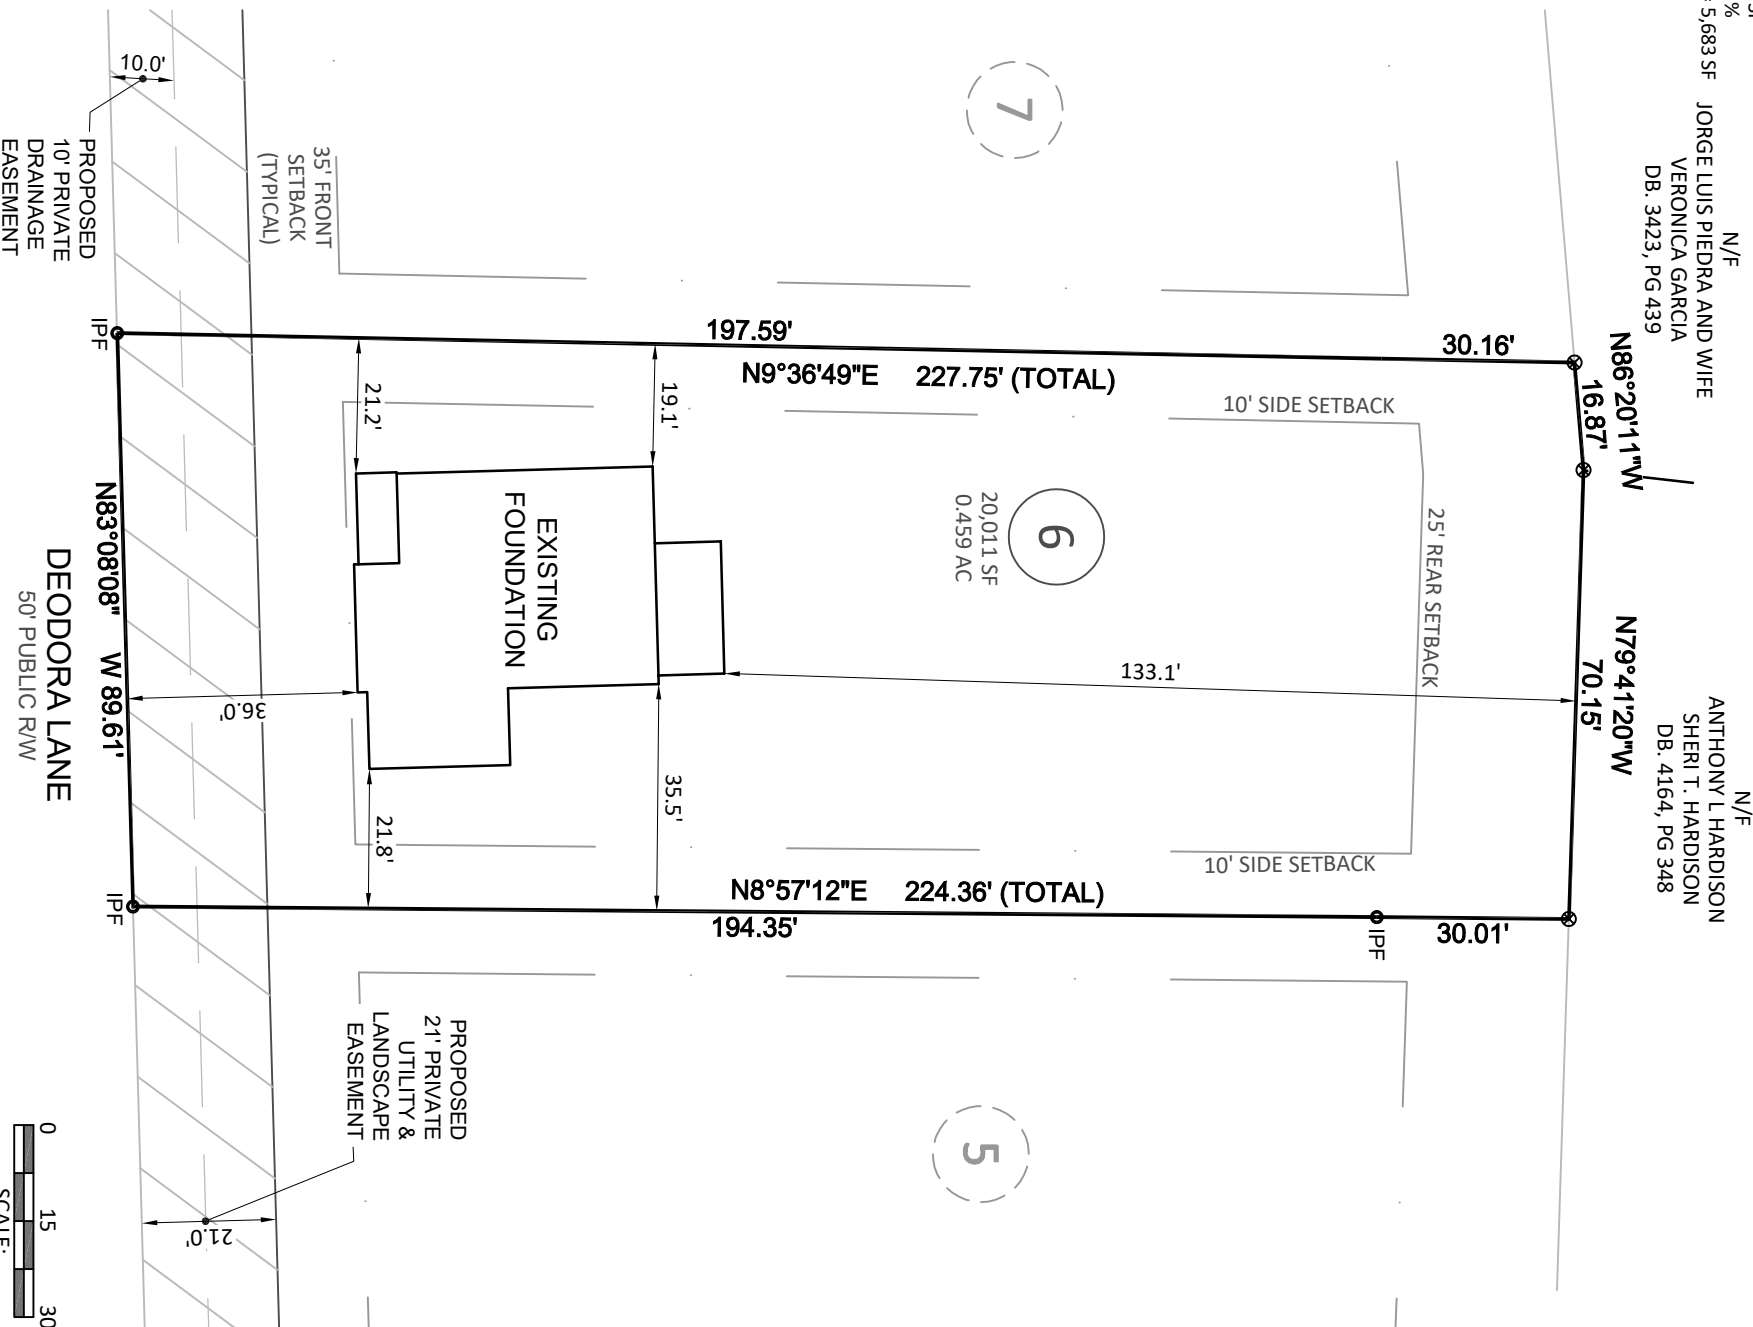 %
= 5,683 SF
N/F
JORGE LUIS PIEDRA AND WIFE
VERONICA GARCIA
DB. 3423, PG 439
N/F
ANTHONY L HARDISON
SHERI T. HARDISON
DB. 4164, PG 348
N86°20'11"W
16.87'
N79°41'20"W
70.15'
30.16'
197.59'
N9°36'49"E 227.75' (TOTAL)
10' SIDE SETBACK
25' REAR SETBACK
7
6
20,011 SF
0.459 AC
5
133.1'
19.1'
21.2'
EXISTING
FOUNDATION
35.5'
21.8'
36.0'
10' SIDE SETBACK
N8°57'12"E 224.36' (TOTAL)
194.35'
30.01'
IPF
IPF
IPF
35' FRONT
SETBACK
(TYPICAL)
10.0'
PROPOSED
10' PRIVATE
DRAINAGE
EASEMENT
N83°08'08" W 89.61'
DEODORA LANE
50' PUBLIC R/W
PROPOSED
21' PRIVATE
UTILITY &
LANDSCAPE
EASEMENT
21.0'
0 15 30
SCALE: